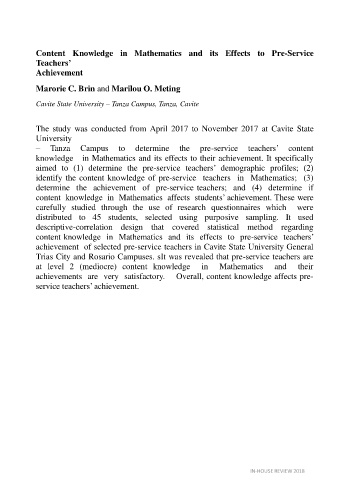 Content Knowledge in Mathematics and its Effects to Pre-Service
Teachers'
Achievement
Marorie C. Brin and Marilou O. Meting
Cavite State University – Tanza Campus, Tanza, Cavite
The study was conducted from April 2017 to November 2017 at Cavite State
University
– Tanza Campus to determine the pre-service teachers' content
knowledge in Mathematics and its effects to their achievement. It specifically
aimed to (1) determine the pre-service teachers' demographic profiles; (2)
identify the content knowledge of pre-service teachers in Mathematics; (3)
determine the achievement of pre-service teachers; and (4) determine if
content knowledge in Mathematics affects students' achievement. These were
carefully studied through the use of research questionnaires which were
distributed to 45 students, selected using purposive sampling. It used
descriptive-correlation design that covered statistical method regarding
content knowledge in Mathematics and its effects to pre-service teachers'
achievement of selected pre-service teachers in Cavite State University General
Trias City and Rosario Campuses. sIt was revealed that pre-service teachers are
at level 2 (mediocre) content knowledge in Mathematics and their
achievements are very satisfactory. Overall, content knowledge affects pre-
service teachers' achievement.
IN-HOUSE REVIEW 2018